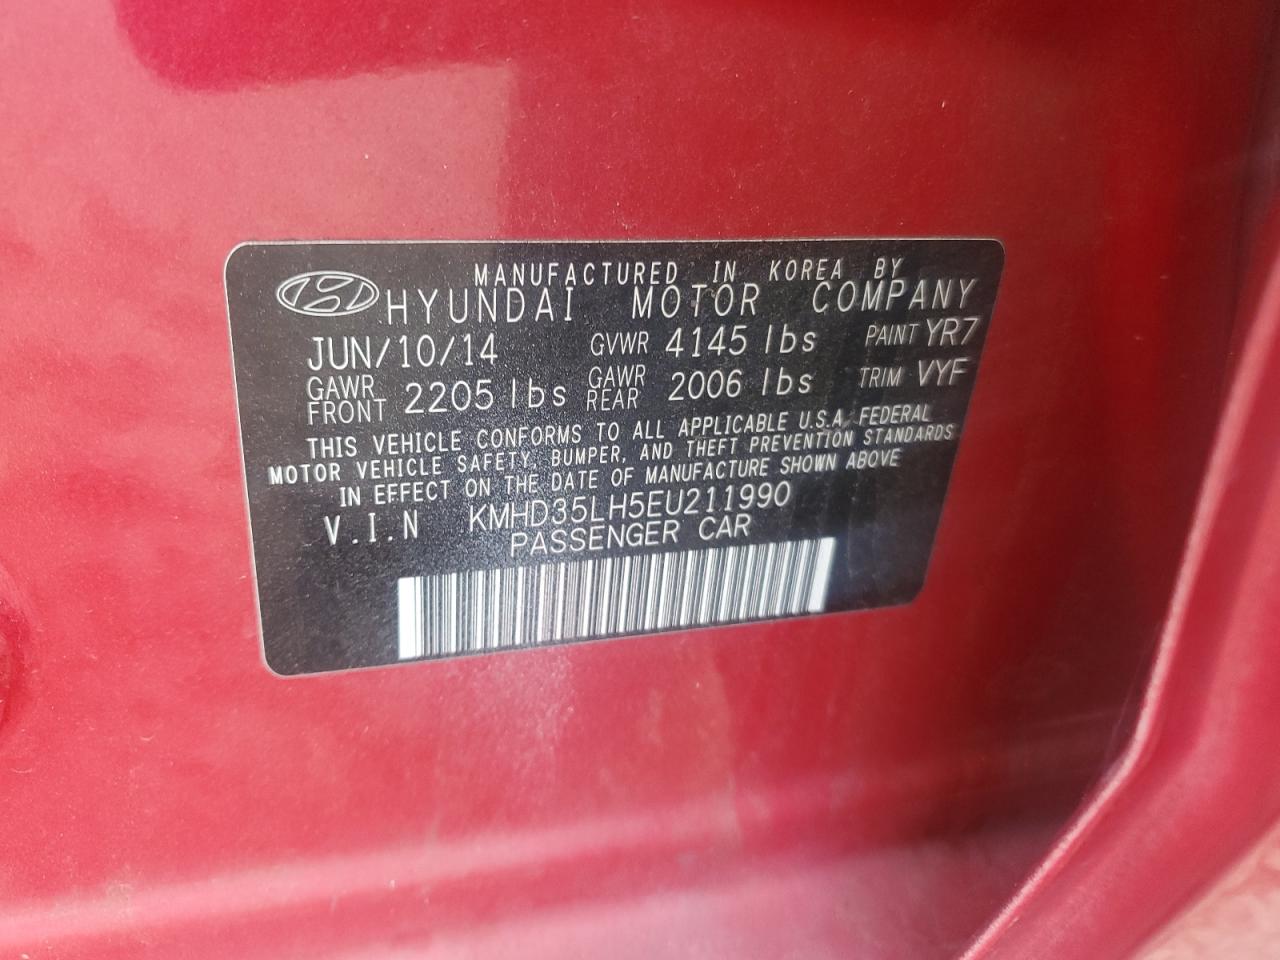 MANUFACTURED IN KOREA BY
HYUNDAI MOTOR COMPANY
JUN/10/14 GVWR 4145 lbs PAINT YR7
GAWR FRONT 2205 lbs GAWR REAR 2006 lbs TRIM VYF
THIS VEHICLE CONFORMS TO ALL APPLICABLE U.S.A. FEDERAL
MOTOR VEHICLE SAFETY, BUMPER, AND THEFT PREVENTION STANDARDS
IN EFFECT ON THE DATE OF MANUFACTURE SHOWN ABOVE
V.I.N KMHD35LH5EU211990
PASSENGER CAR